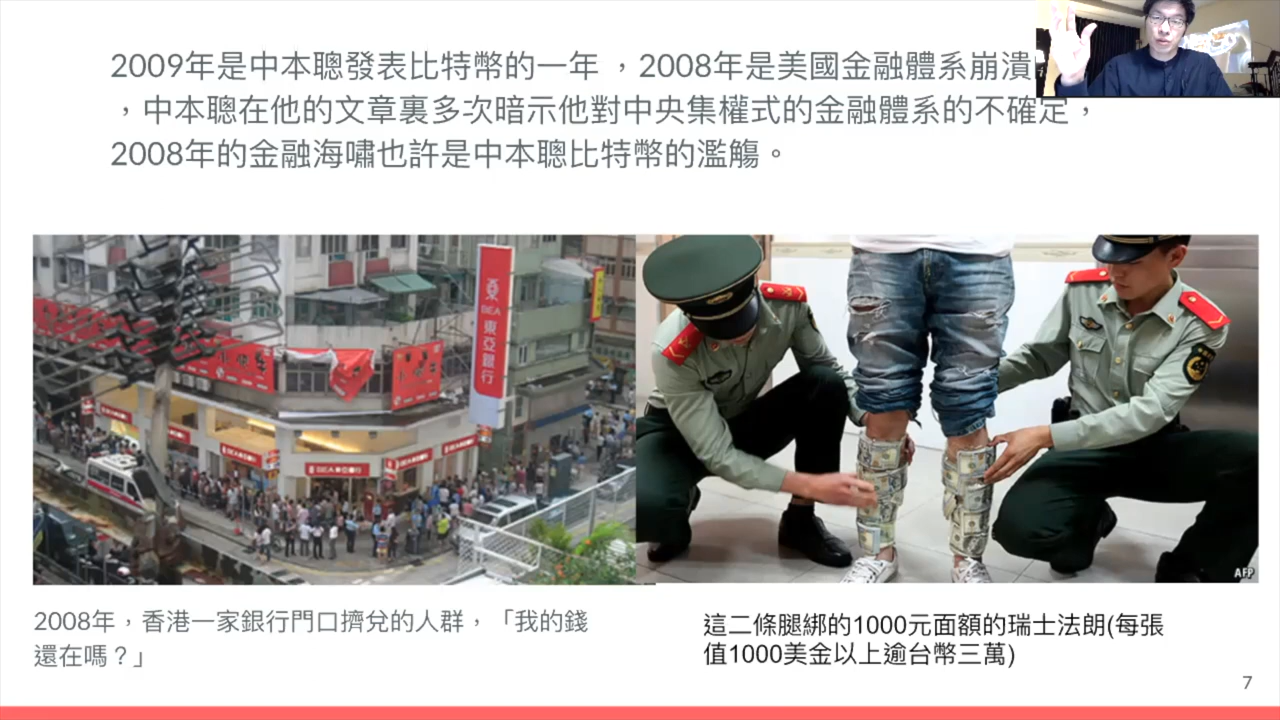 2009年是中本聰發表比特幣的一年 ，2008年是美國金融體系崩潰
，中本聰在他的文章裏多次暗示他對中央集權式的金融體系的不確定，
2008年的金融海嘯也許是中本聰比特幣的濫觴。
BEA
東亞銀行
BEA東亞銀行
AFP
2008年，香港一家銀行門口擠兌的人群，「我的錢
還在嗎？」
這二條腿綁的1000元面額的瑞士法朗(每張
值1000美金以上逾台幣三萬)
7